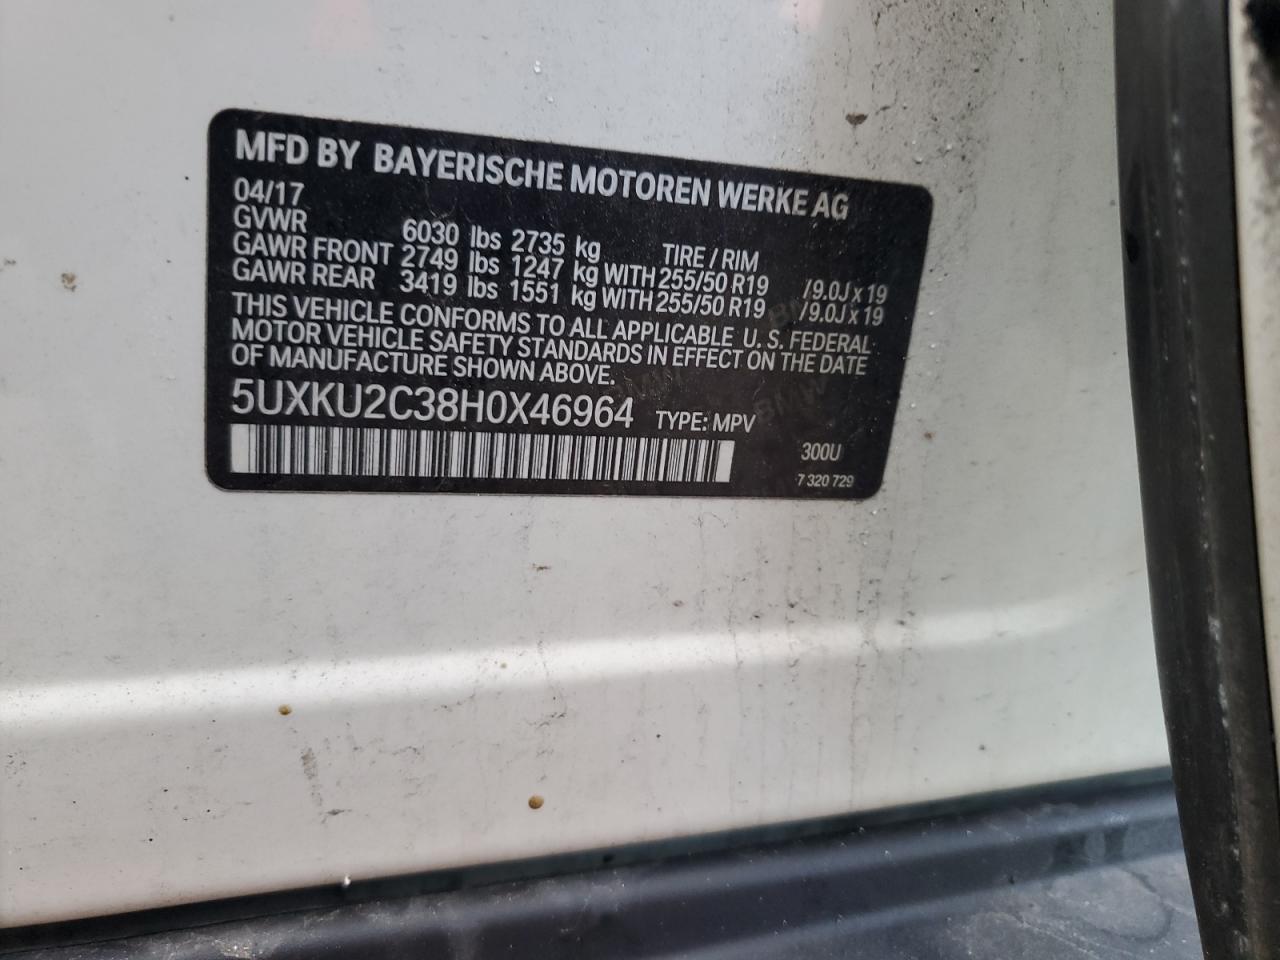 MFD BY BAYERISCHE MOTOREN WERKE AG
04/17
GVWR 6030 lbs 2735 kg TIRE / RIM
GAWR FRONT 2749 lbs 1247 kg WITH 255/50 R19 /9.0J x 19
GAWR REAR 3419 lbs 1551 kg WITH 255/50 R19 /9.0J x 19
THIS VEHICLE CONFORMS TO ALL APPLICABLE U. S. FEDERAL
MOTOR VEHICLE SAFETY STANDARDS IN EFFECT ON THE DATE
OF MANUFACTURE SHOWN ABOVE.
5UXKU2C38H0X46964 TYPE: MPV
300U
7 320 729